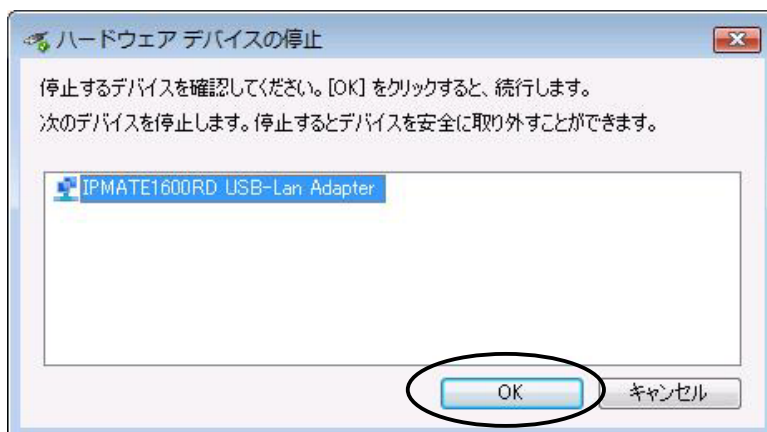 ハードウェア デバイスの停止
停止するデバイスを確認してください。[OK] をクリックすると、続行します。
次のデバイスを停止します。停止するとデバイスを安全に取り外すことができます。
IPMATE1600RD USB-Lan Adapter
OK
キャンセル